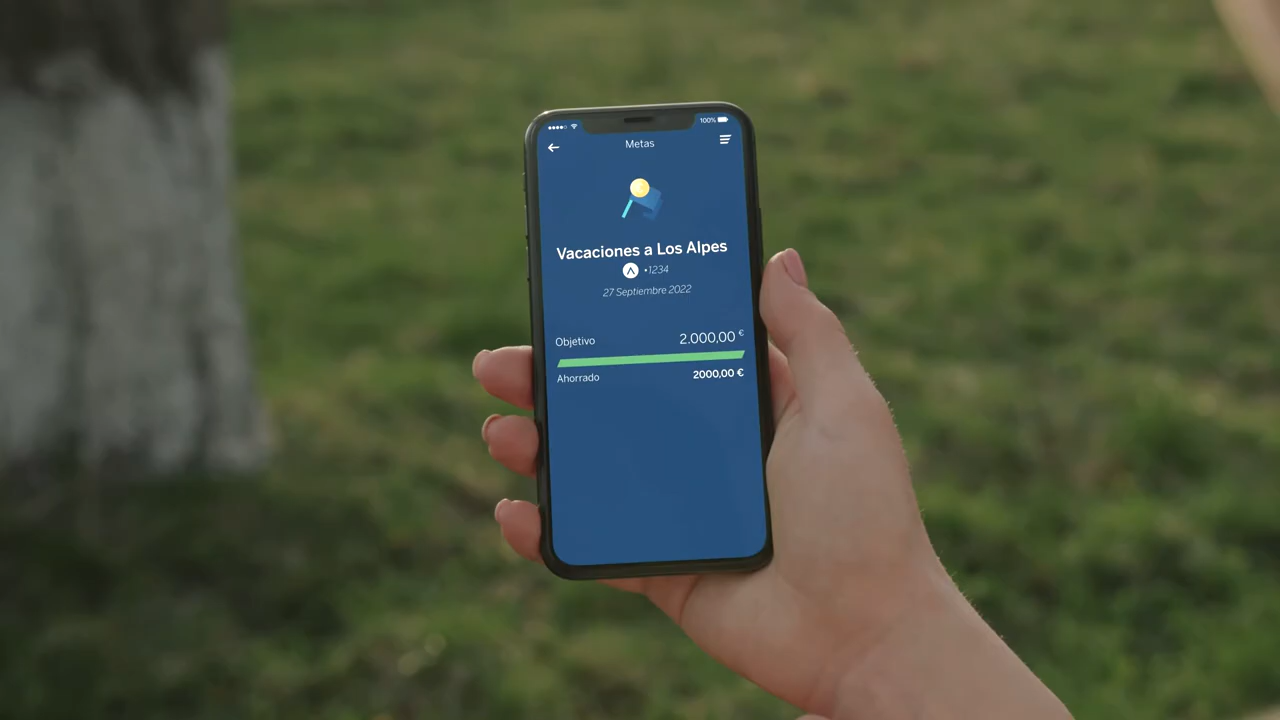 100%
Metas
Vacaciones a Los Alpes
•1234
27 Septiembre 2022
Objetivo 2.000,00 €
Ahorrado 2000,00 €